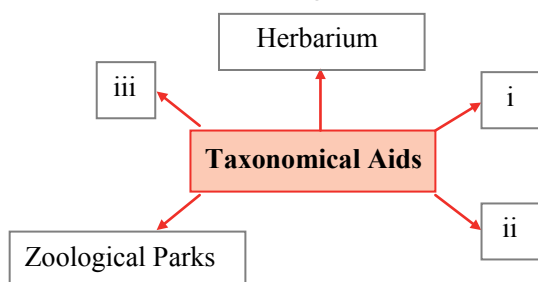 Herbarium
iii
i
Taxonomical Aids
ii
Zoological Parks